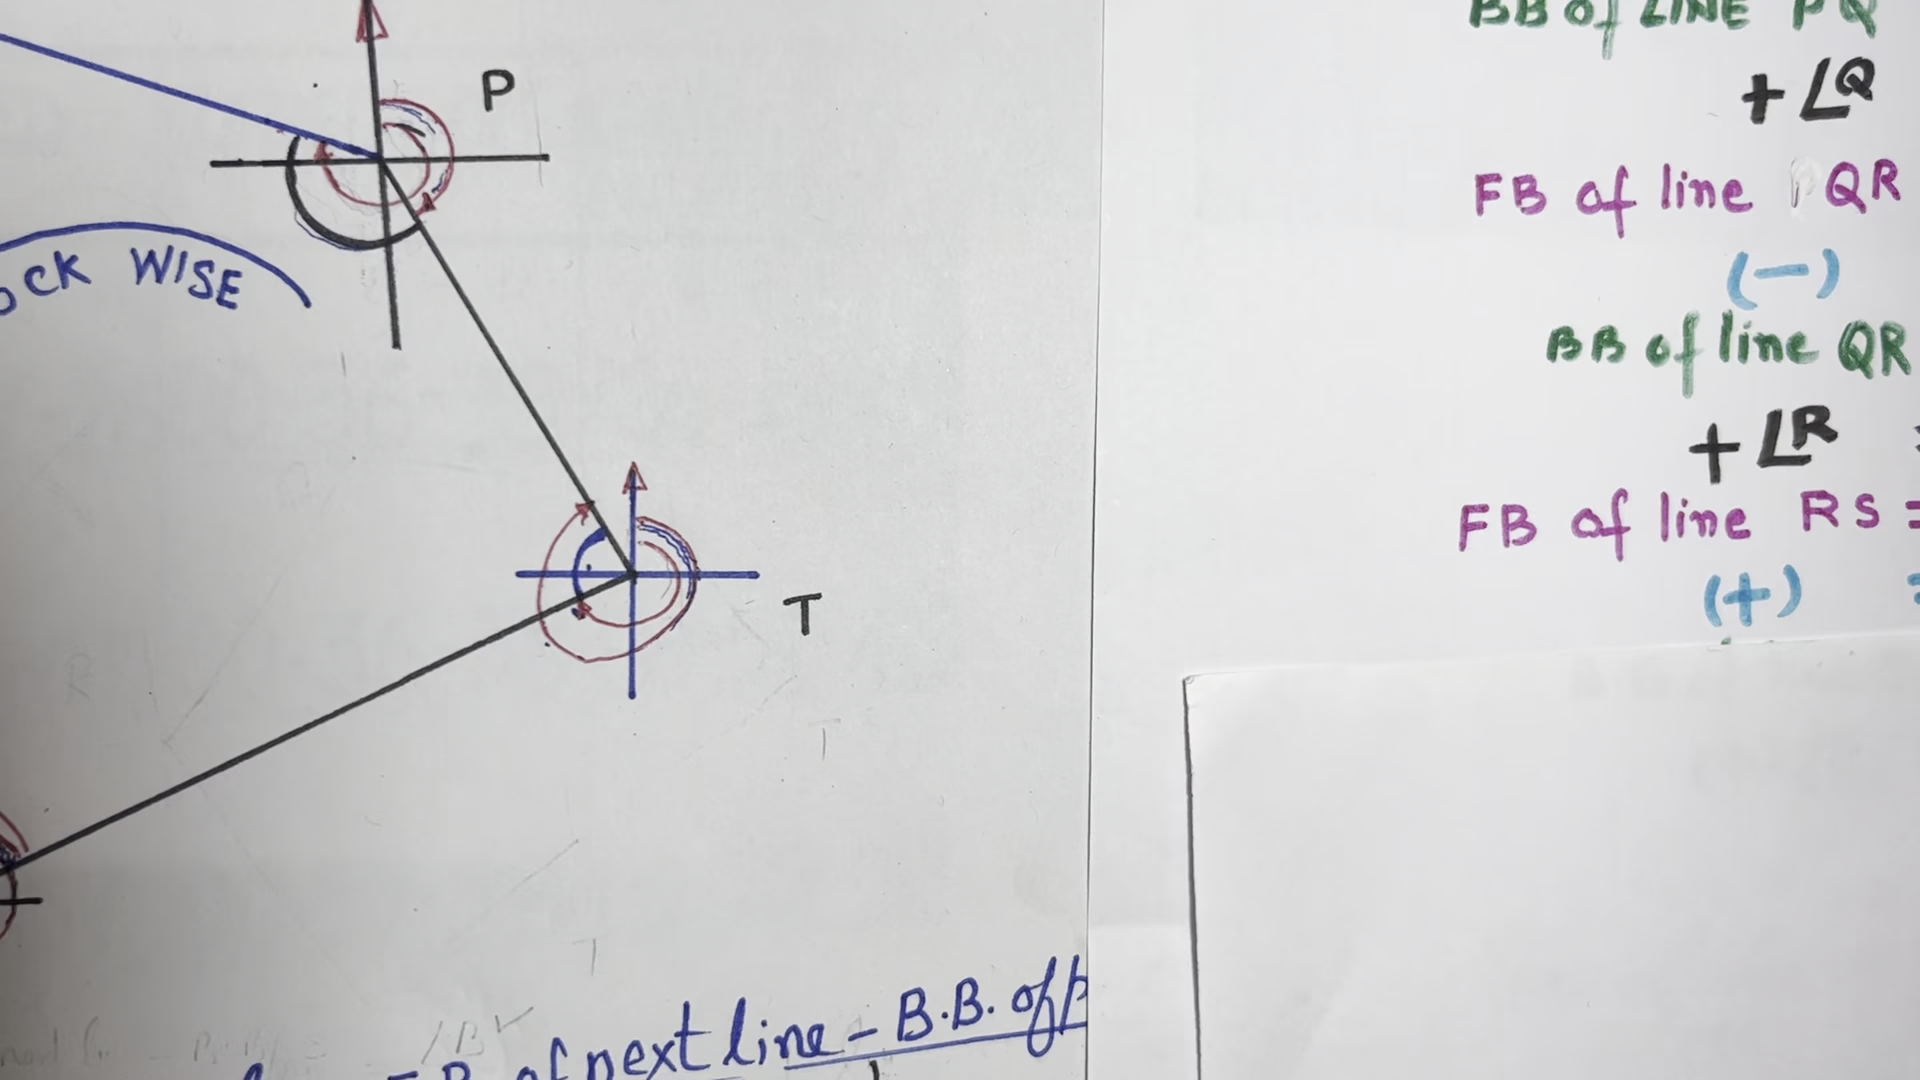 P
OCK WISE
T
R
T
T
F.B. of next line - B.B. of p
BB of LINE PQ
+ ∠Q
FB of line QR
(-)
BB of line QR
+ ∠R
FB of line RS =
(+) =